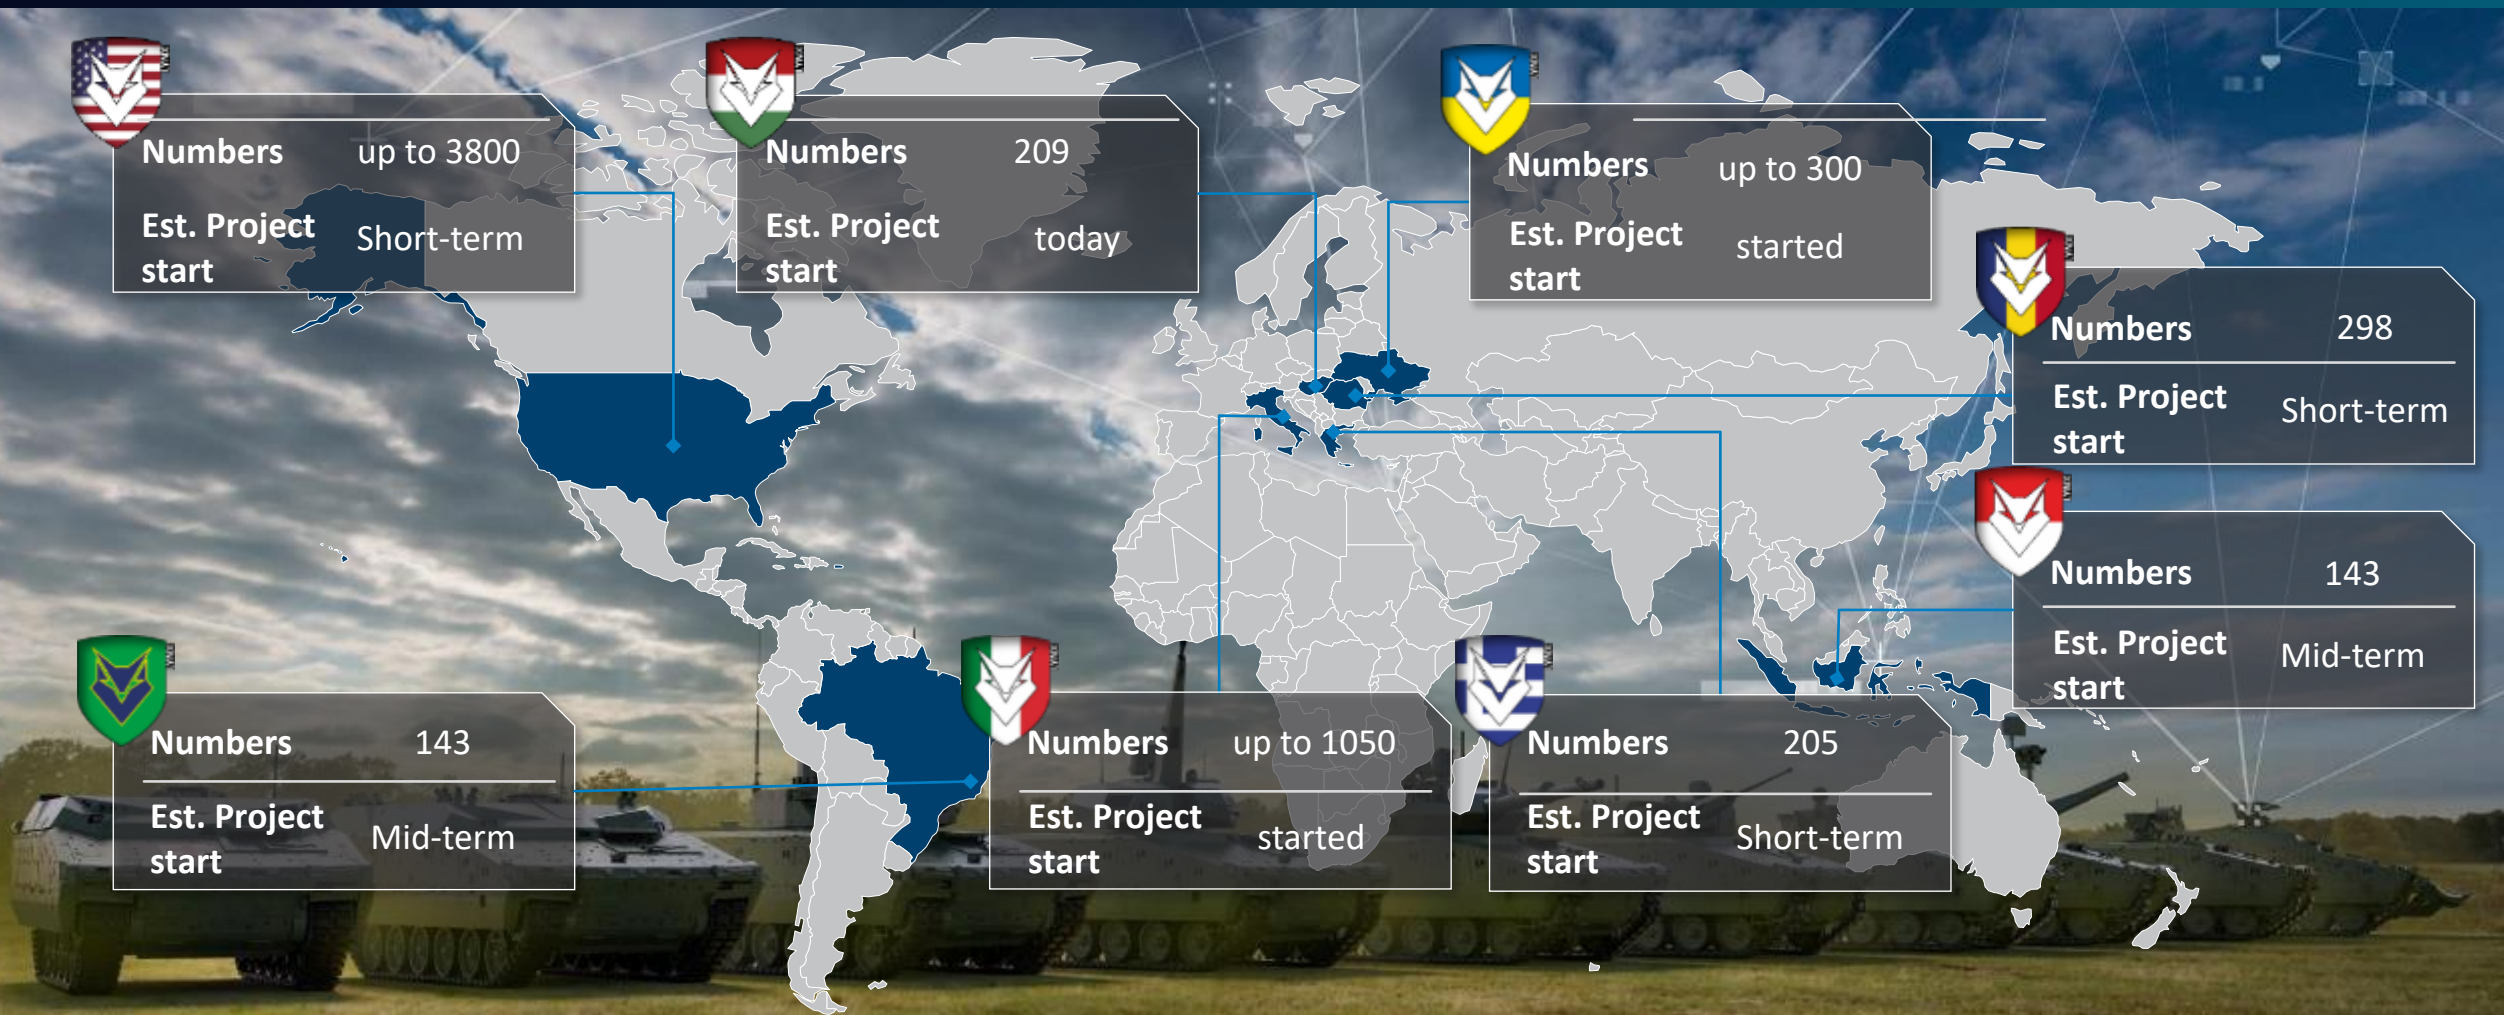 Numbers up to 3800
Est. Project
start
Short-term
Numbers 209
Est. Project
start
today
Numbers up to 300
Est. Project
start
started
Numbers 298
Est. Project
start
Short-term
Numbers 143
Est. Project
start
Mid-term
Numbers 143
Est. Project
start
Mid-term
Numbers up to 1050
Est. Project
start
started
Numbers 205
Est. Project
start
Short-term